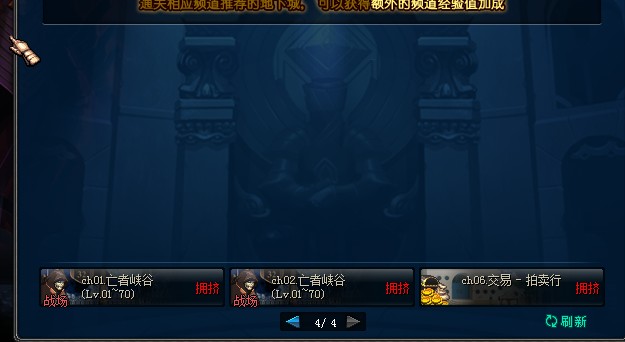 通关相应频道推荐的地下城, 可以获得额外的频道经验值加成
ch01.亡者峡谷
(Lv.01~70)
拥挤
战场
ch02.亡者峡谷
(Lv.01~70)
拥挤
战场
ch06.交易 - 拍卖行
拥挤
4/ 4
刷新